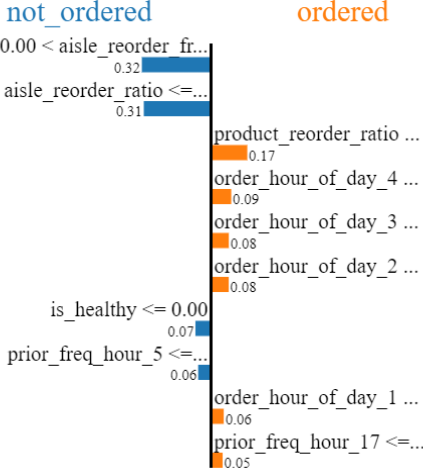 not_ordered ordered
0.00 < aisle_reorder_fr...
0.32
aisle_reorder_ratio <=...
0.31
product_reorder_ratio ...
0.17
order_hour_of_day_4 ...
0.09
order_hour_of_day_3 ...
0.08
order_hour_of_day_2 ...
0.08
is_healthy <= 0.00
0.07
prior_freq_hour_5 <=...
0.06
order_hour_of_day_1 ...
0.06
prior_freq_hour_17 <=...
0.05